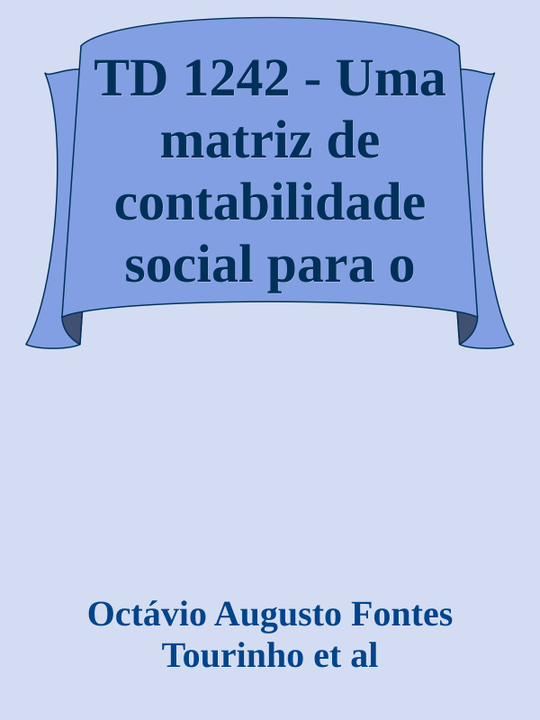 TD 1242 - Uma
matriz de
contabilidade
social para o
Octávio Augusto Fontes
Tourinho et al